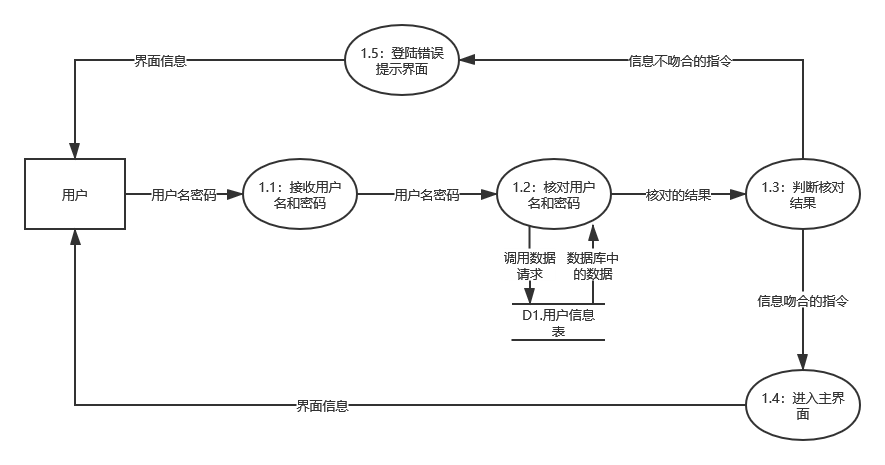 1.5：登陆错误
提示界面
界面信息
信息不吻合的指令
用户
用户名密码
1.1：接收用户
名和密码
用户名密码
1.2：核对用户
名和密码
核对的结果
1.3：判断核对
结果
调用数据
请求
数据库中
的数据
D1.用户信息
表
信息吻合的指令
1.4：进入主界
面
界面信息